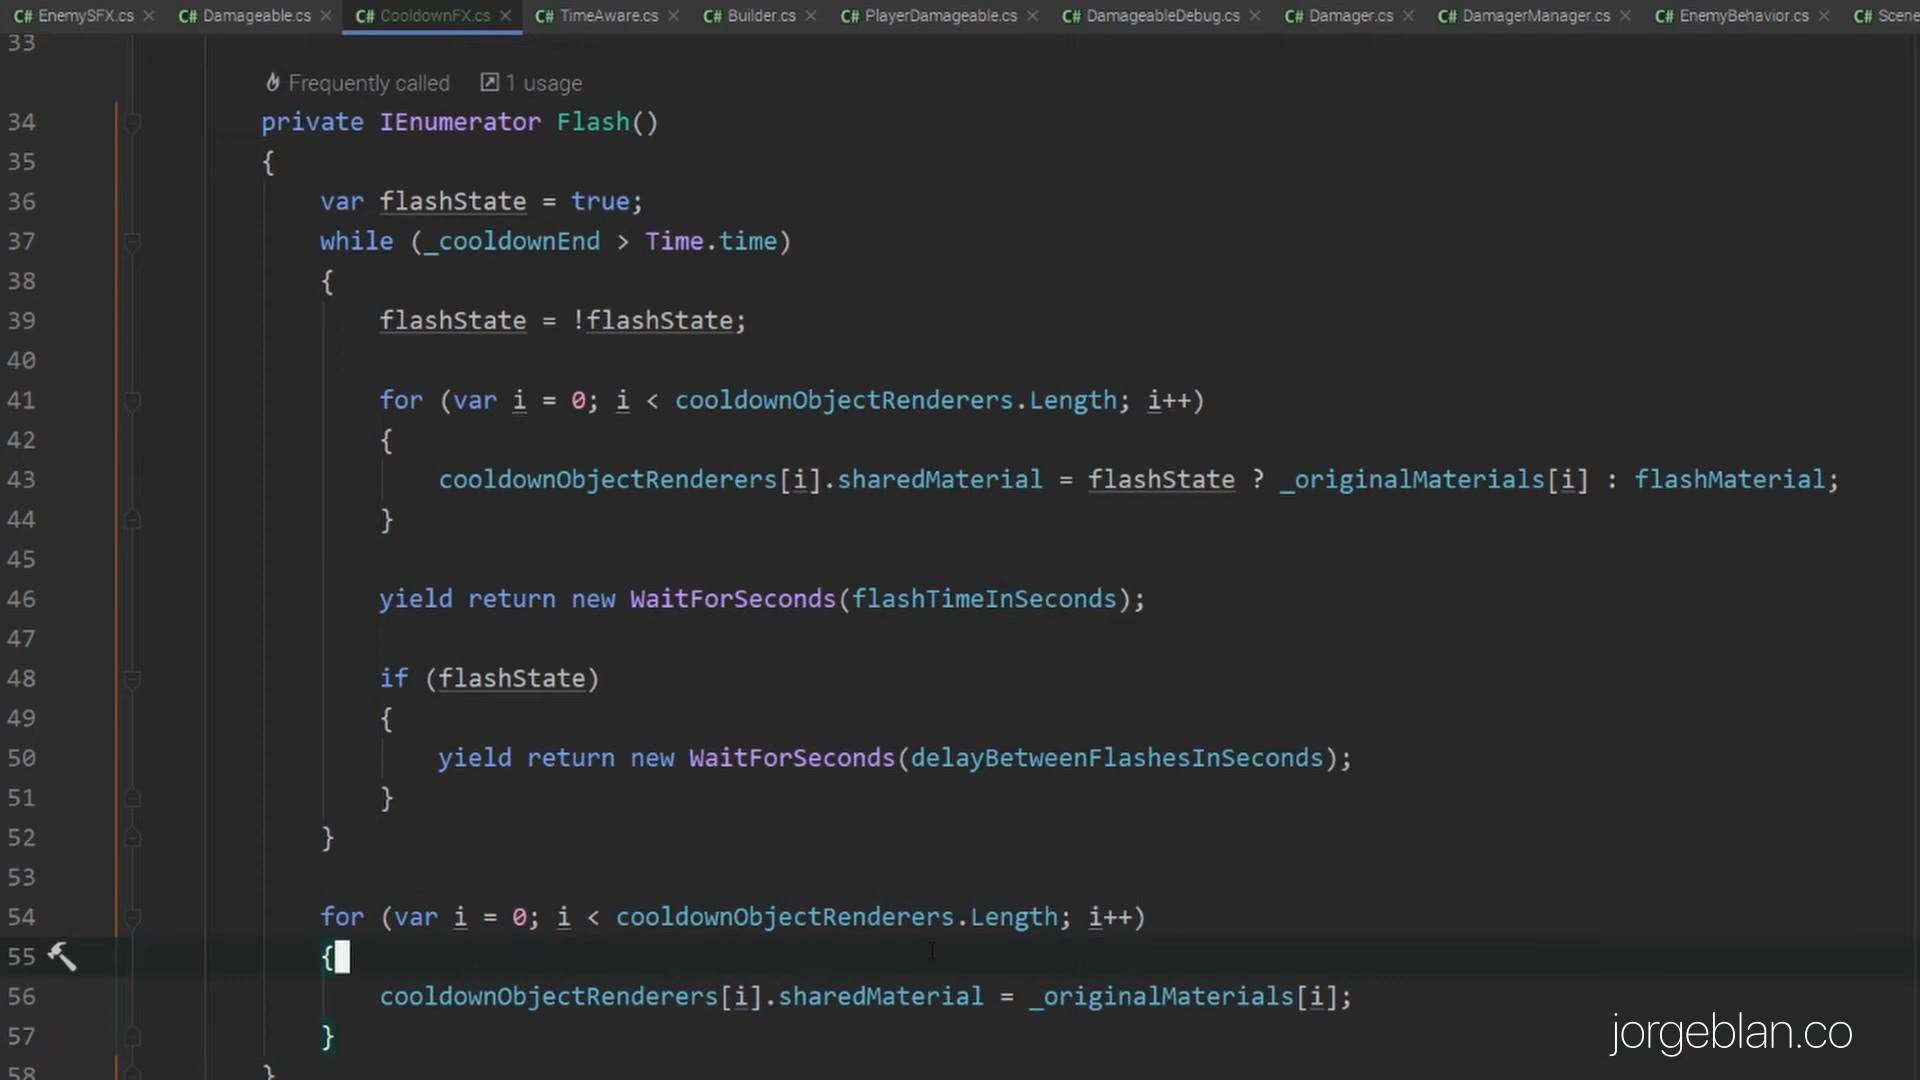 C# EnemySFX.cs × C# Damageable.cs × C# CooldownFX.cs × C# TimeAware.cs × C# Builder.cs × C# PlayerDamageable.cs × C# DamageableDebug.cs × C# Damager.cs × C# DamagerManager.cs × C# EnemyBehavior.cs × C# Scene
33
Frequently called 1 usage
34 private IEnumerator Flash()
35 {
36 var flashState = true;
37 while (_cooldownEnd > Time.time)
38 {
39 flashState = !flashState;
40
41 for (var i = 0; i < cooldownObjectRenderers.Length; i++)
42 {
43 cooldownObjectRenderers[i].sharedMaterial = flashState ? _originalMaterials[i] : flashMaterial;
44 }
45
46 yield return new WaitForSeconds(flashTimeInSeconds);
47
48 if (flashState)
49 {
50 yield return new WaitForSeconds(delayBetweenFlashesInSeconds);
51 }
52 }
53
54 for (var i = 0; i < cooldownObjectRenderers.Length; i++)
55 {
56 cooldownObjectRenderers[i].sharedMaterial = _originalMaterials[i];
57 }
58 }
jorgeblan.co